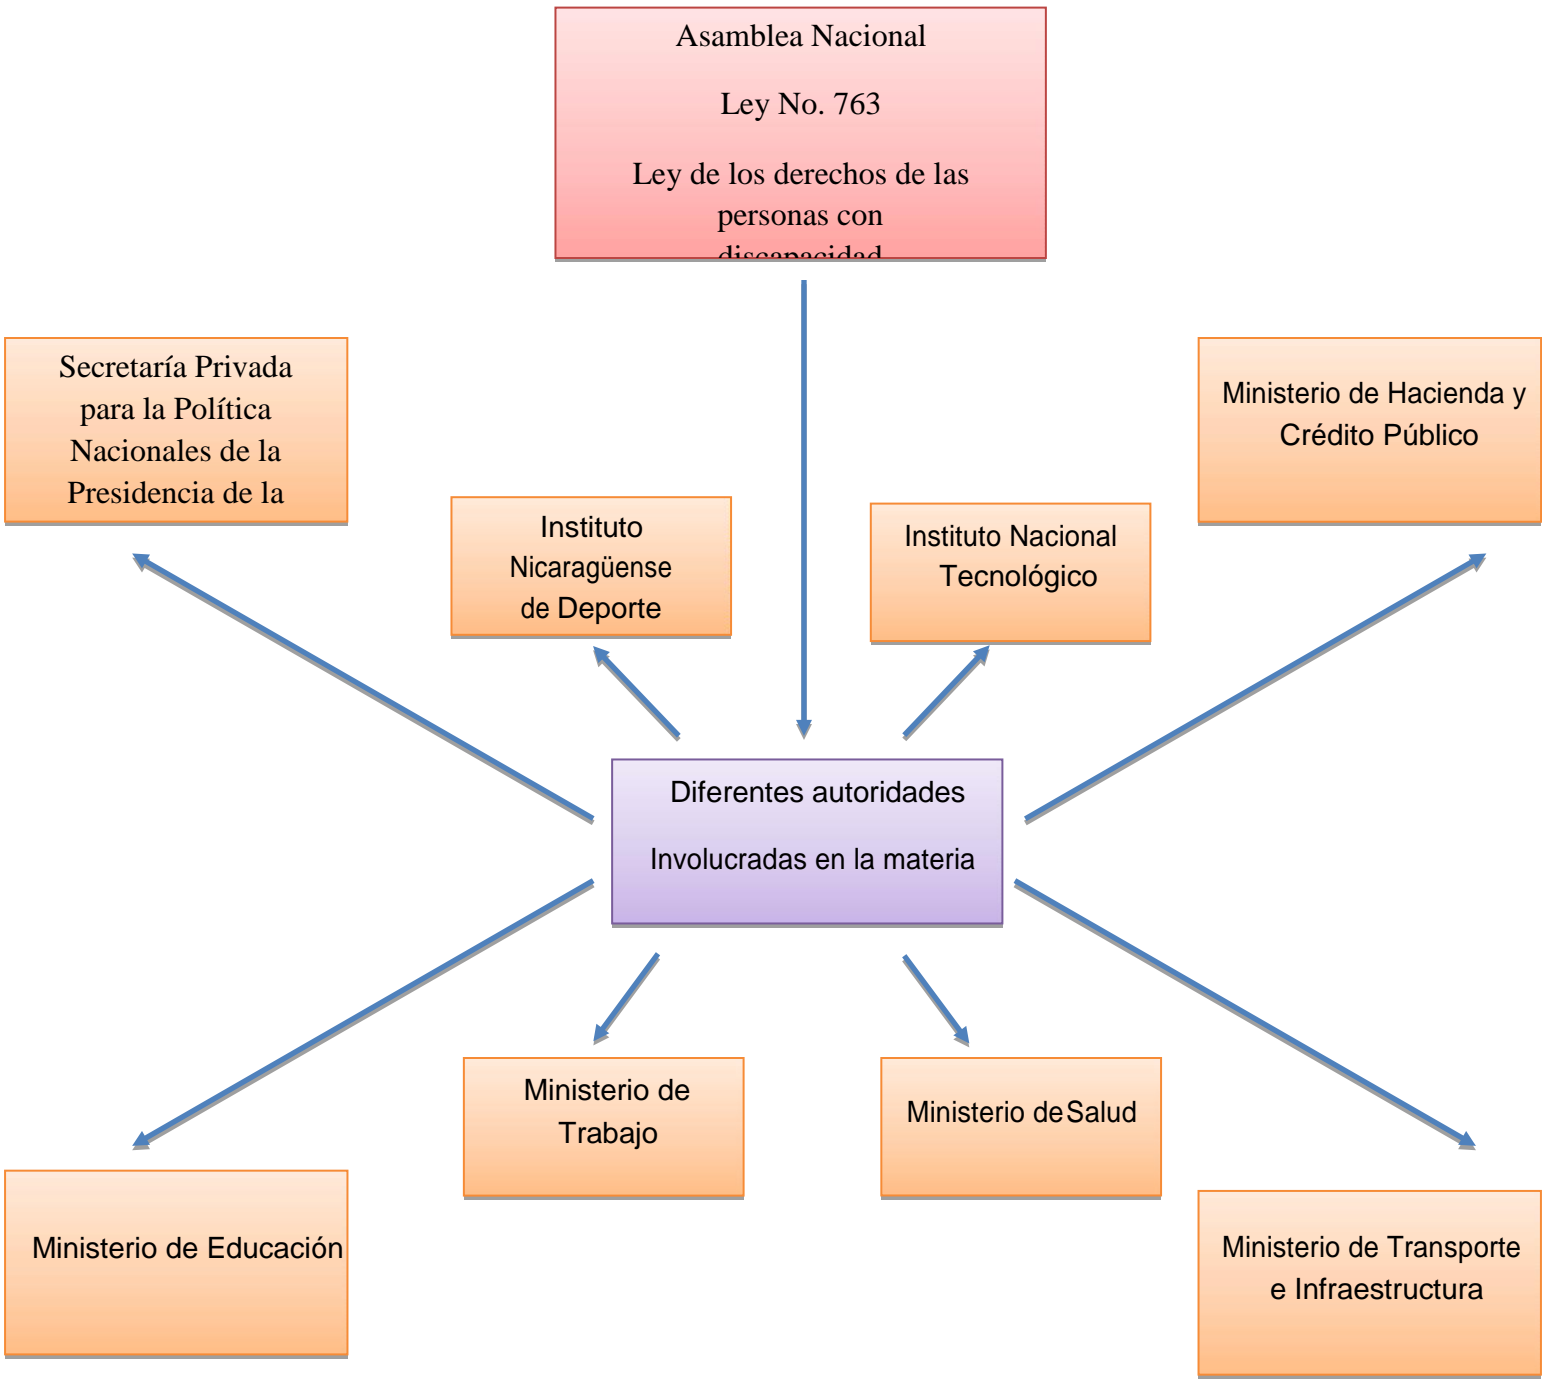 Asamblea Nacional
Ley No. 763
Ley de los derechos de las
personas con
discapacidad
Secretaría Privada
para la Política
Nacionales de la
Presidencia de la
Ministerio de Hacienda y
Crédito Público
Instituto
Nicaragüense
de Deporte
Instituto Nacional
Tecnológico
Diferentes autoridades
Involucradas en la materia
Ministerio de
Trabajo
Ministerio de Salud
Ministerio de Educación
Ministerio de Transporte
e Infraestructura